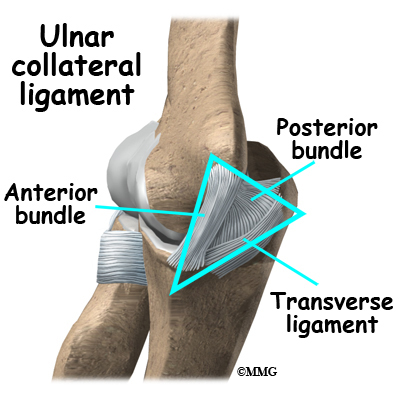 Ulnar
collateral
ligament
Posterior
bundle
Anterior
bundle
Transverse
ligament
©MMG